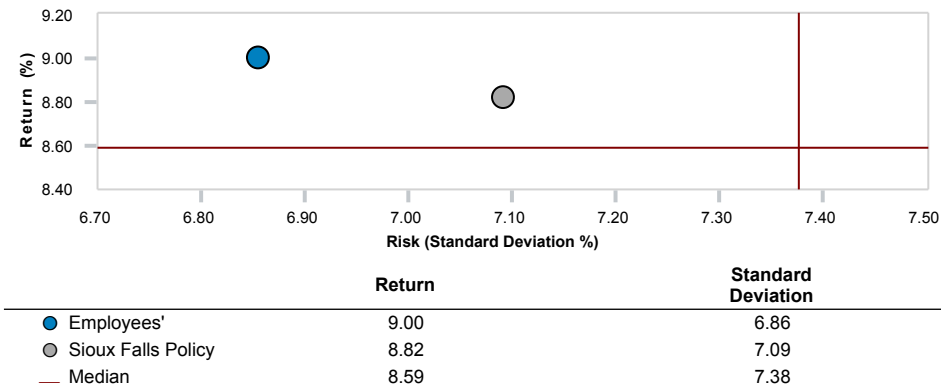 9.20
9.00
8.80
8.60
8.40
Return (%)
6.70 6.80 6.90 7.00 7.10 7.20 7.30 7.40 7.50
Risk (Standard Deviation %)
Return Standard Deviation
Employees' 9.00 6.86
Sioux Falls Policy 8.82 7.09
Median 8.59 7.38